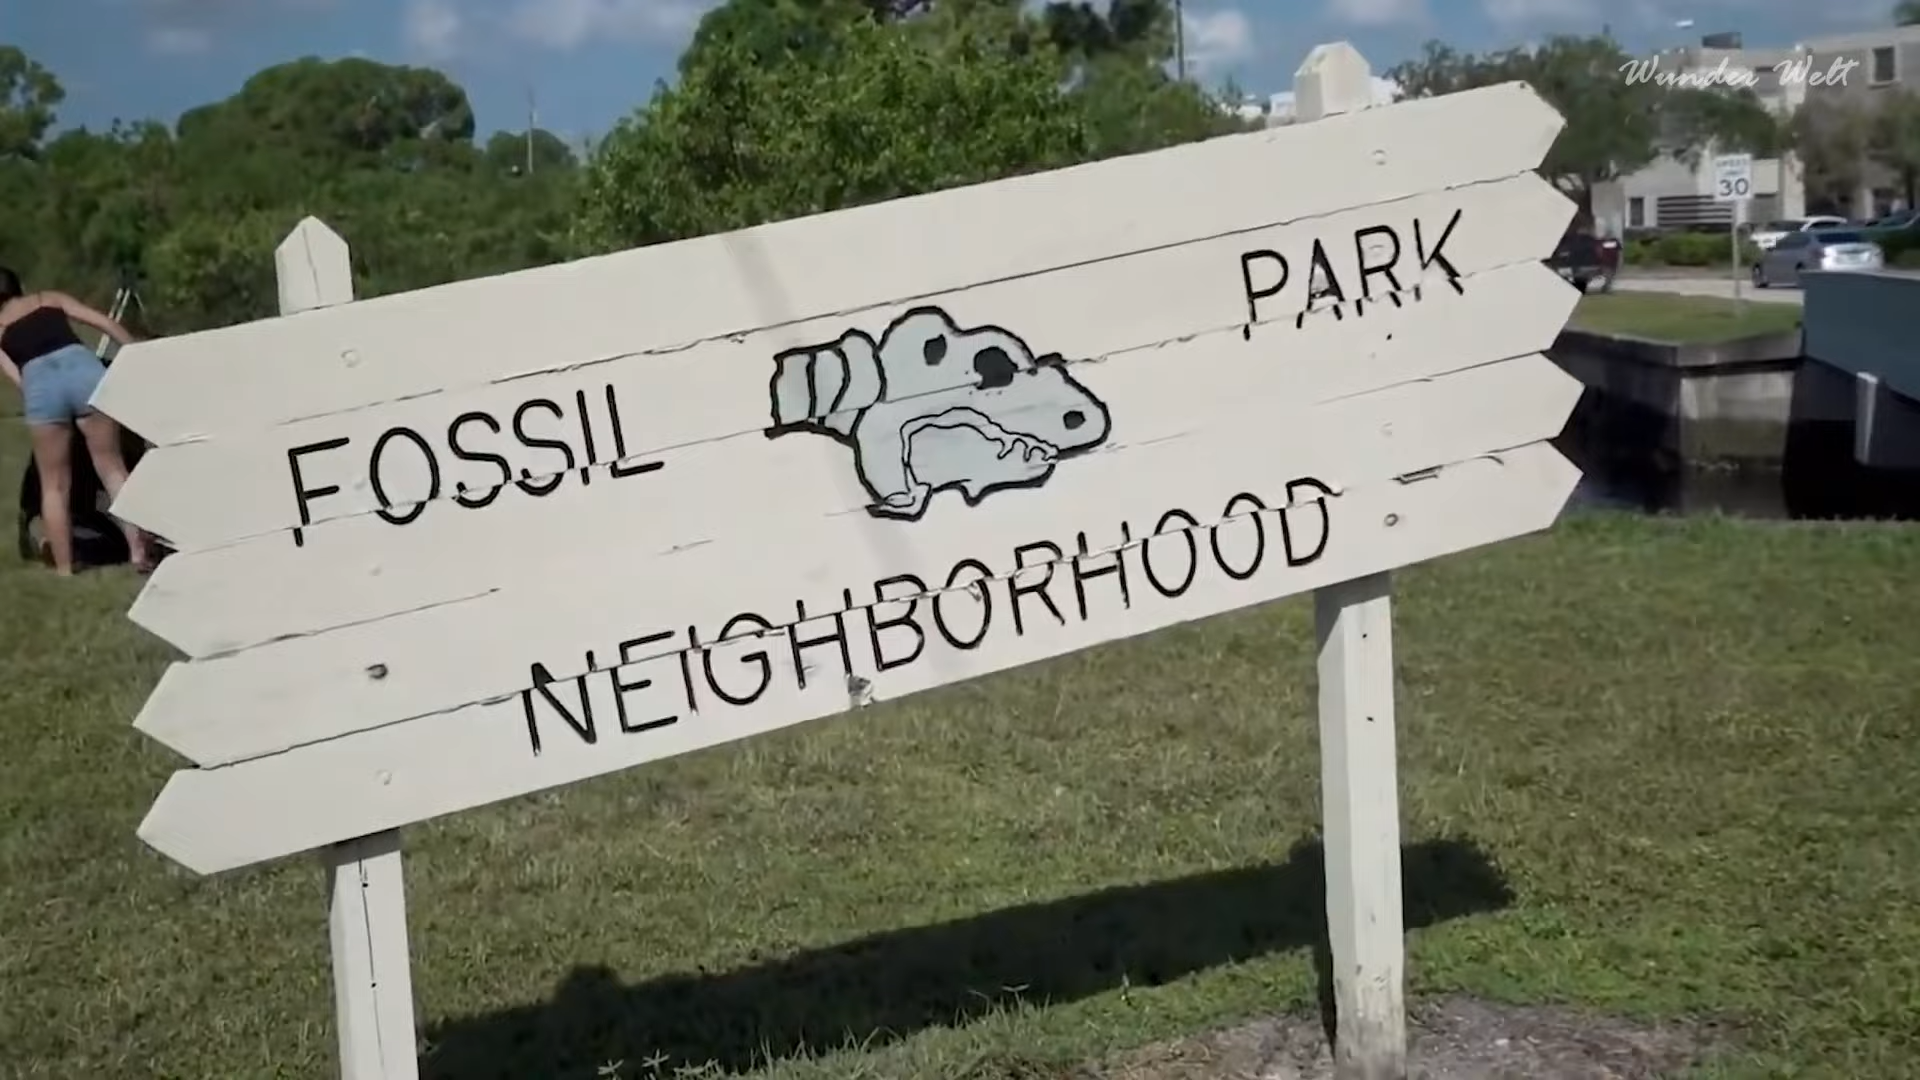 Wunder Welt
SPEED
LIMIT
30
FOSSIL PARK
NEIGHBORHOOD